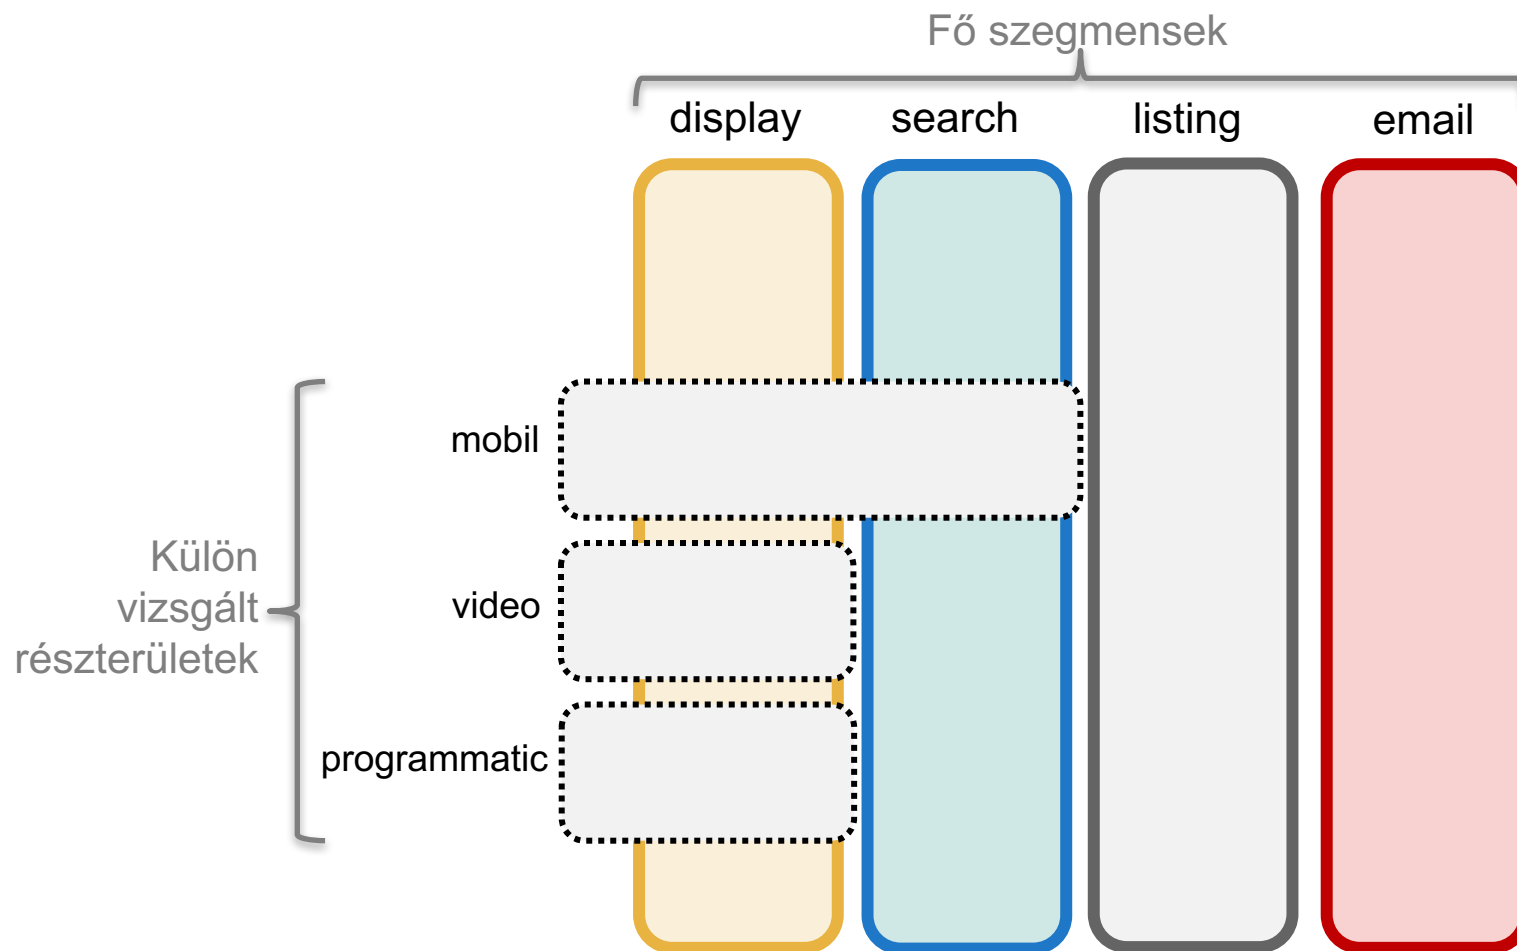 Fő szegmensek
display search listing email
mobil
Külön
vizsgált
részterületek
video
programmatic